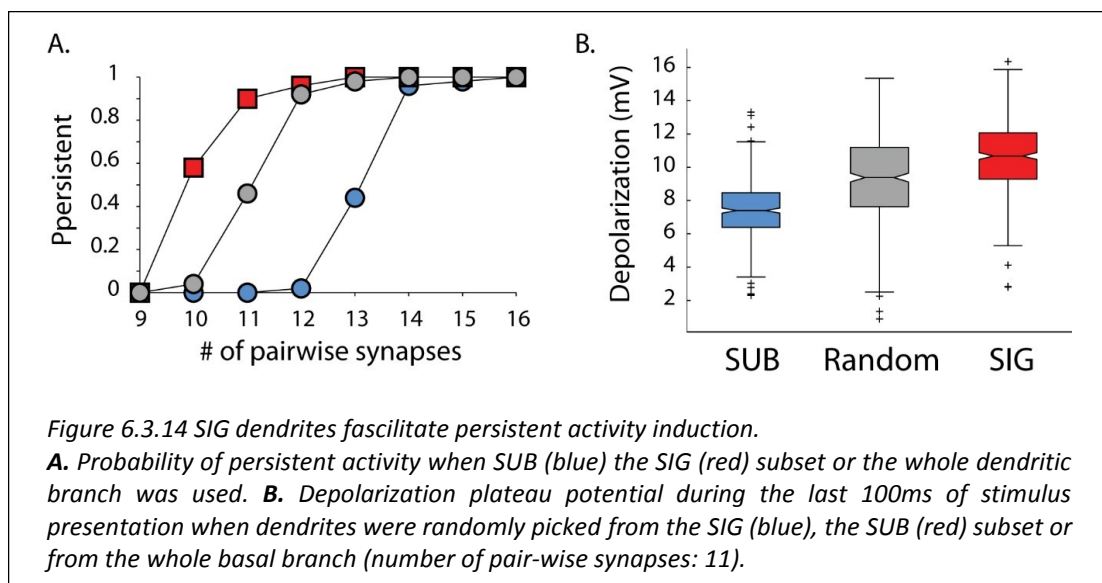 A.
1
0.8
0.6
0.4
0.2
0
Ppersistent
9 10 11 12 13 14 15 16
# of pairwise synapses
B.
16
14
12
10
8
6
4
2
Depolarization (mV)
SUB Random SIG
Figure 6.3.14 SIG dendrites fascilitate persistent activity induction.
A. Probability of persistent activity when SUB (blue) the SIG (red) subset or the whole dendritic
branch was used. B. Depolarization plateau potential during the last 100ms of stimulus
presentation when dendrites were randomly picked from the SIG (blue), the SUB (red) subset or
from the whole basal branch (number of pair-wise synapses: 11).